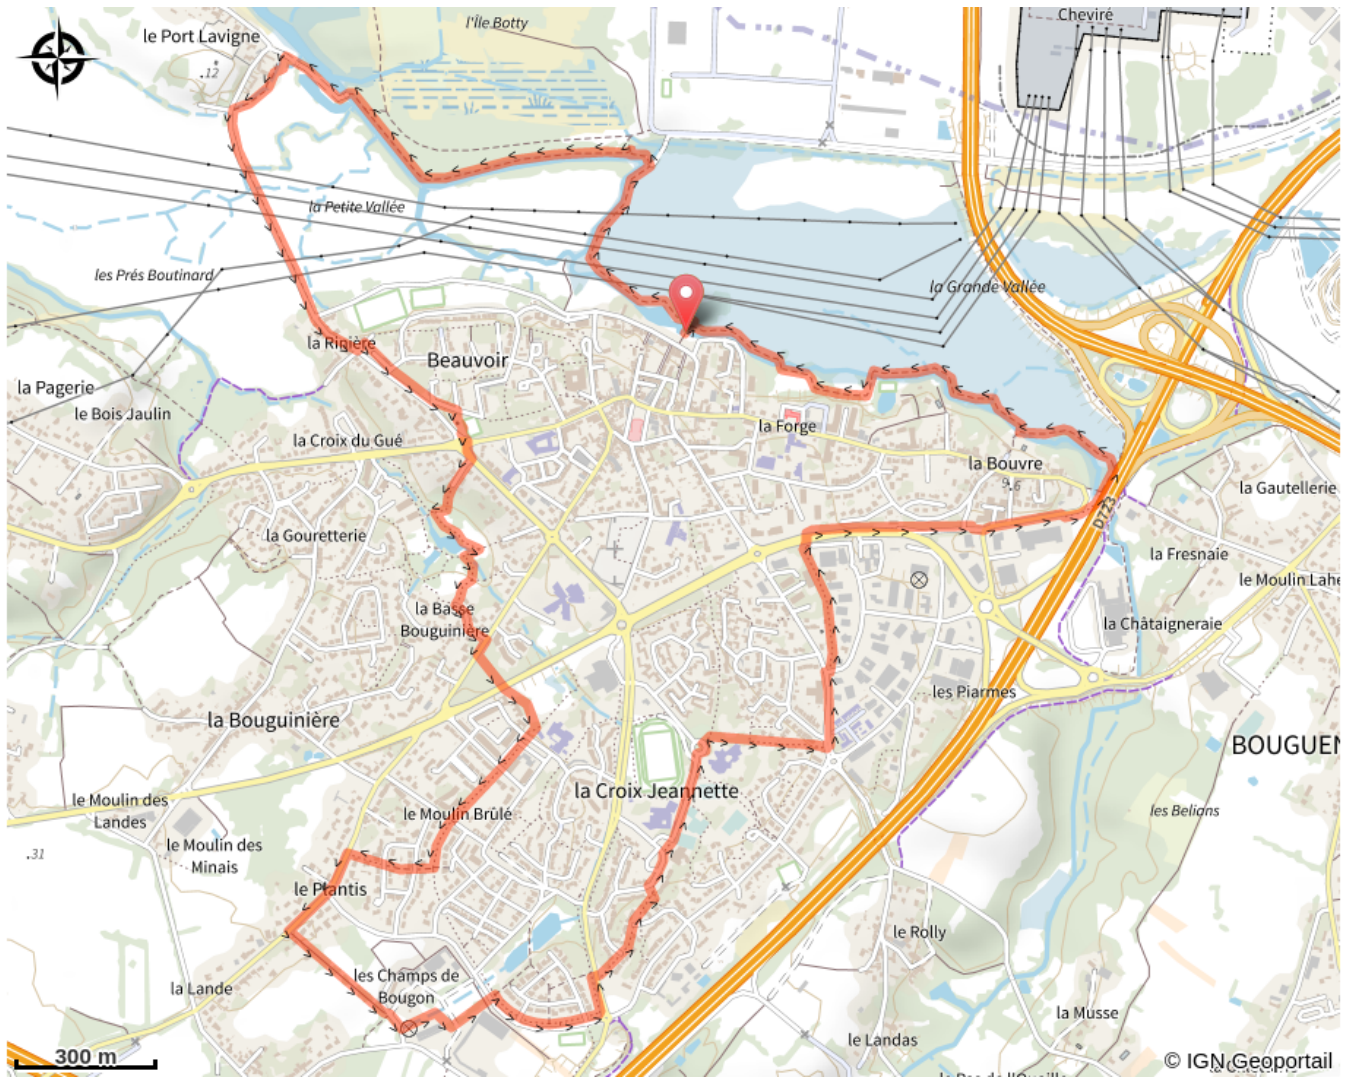 l'Île Botty
Cheviré
le Port Lavigne
12
la Petite Vallée
les Prés Boutinard
la Grande Vallée
la Rivière
Beauvoir
la Pagerie
le Bois Jaulin
la Croix du Gué
la Forge
la Bouvre
9,6
la Gautellerie
D723
la Gouretterie
la Fresnaie
le Moulin Lahe
la Basse
Bouguinière
la Châtaigneraie
les Piarmes
la Bouguinière
BOUGUEN
la Croix Jeannette
le Moulin des
Landes
les Belians
le Moulin Brûlé
le Moulin des
Minais
.31
le Plantis
le Rolly
les Champs de
Bougon
la Lande
la Musse
le Landas
300 m
© IGN Geoportail